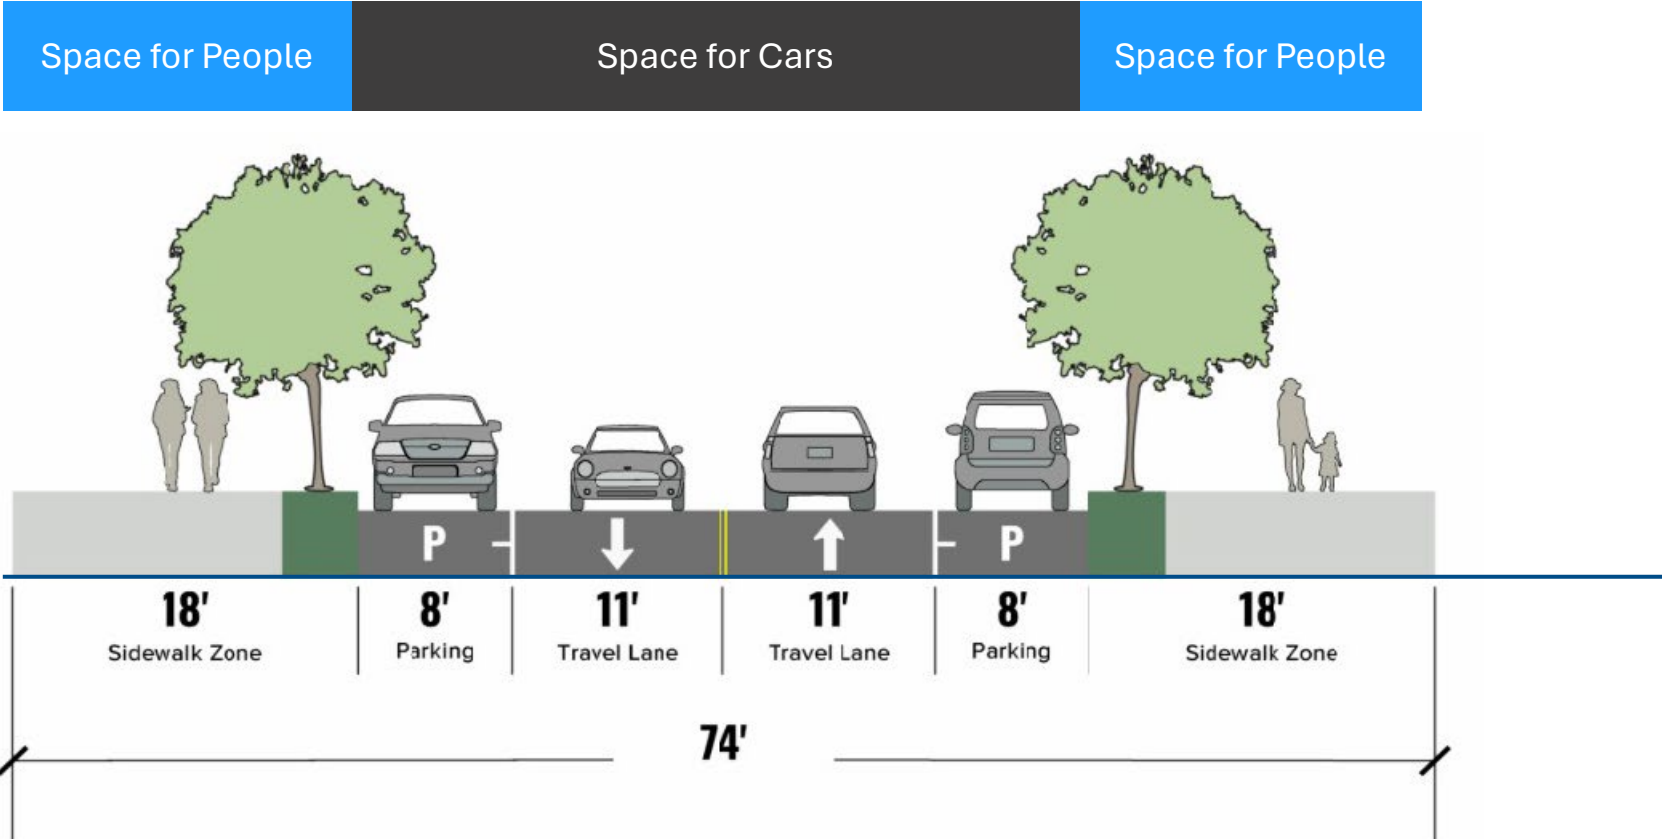 Space for People
Space for Cars
Space for People
P
P
18'
8'
11'
11'
8'
18'
Sidewalk Zone
Parking
Travel Lane
Travel Lane
Parking
Sidewalk Zone
74'